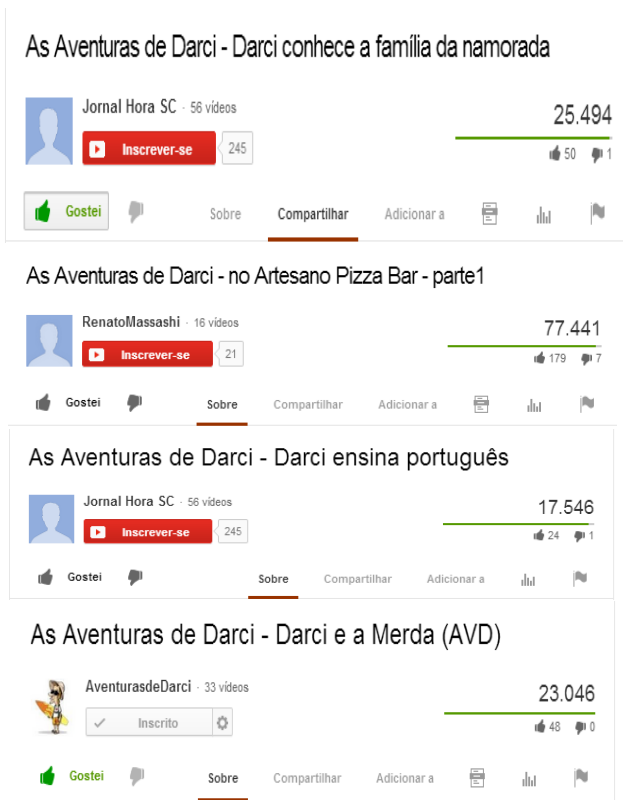 As Aventuras de Darci - Darci conhece a família da namorada
Jornal Hora SC · 56 vídeos
25.494
Inscrever-se 245
50 1
Gostei Sobre Compartilhar Adicionar a
As Aventuras de Darci - no Artesano Pizza Bar - parte1
RenatoMassashi · 16 vídeos
77.441
Inscrever-se 21
179 7
Gostei Sobre Compartilhar Adicionar a
As Aventuras de Darci - Darci ensina português
Jornal Hora SC · 56 vídeos
17.546
Inscrever-se 245
24 1
Gostei Sobre Compartilhar Adicionar a
As Aventuras de Darci - Darci e a Merda (AVD)
AventurasdeDarci · 33 vídeos
23.046
Inscrito
48 0
Gostei Sobre Compartilhar Adicionar a